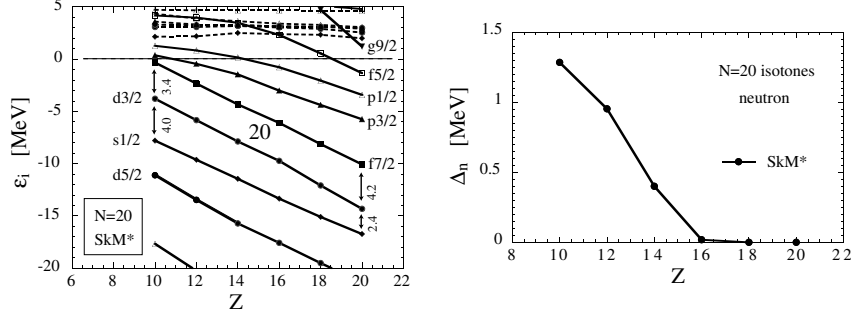 5
0
-5
-10
-15
-20
εi [MeV]
6 8 10 12 14 16 18 20 22
Z
d3/2
s1/2
d5/2
3.4
4.0
20
g9/2
f5/2
p1/2
p3/2
f7/2
4.2
2.4
N=20
SkM*
1.5
1
0.5
0
Δn [MeV]
8 10 12 14 16 18 20 22
Z
N=20 isotones
neutron
SkM*